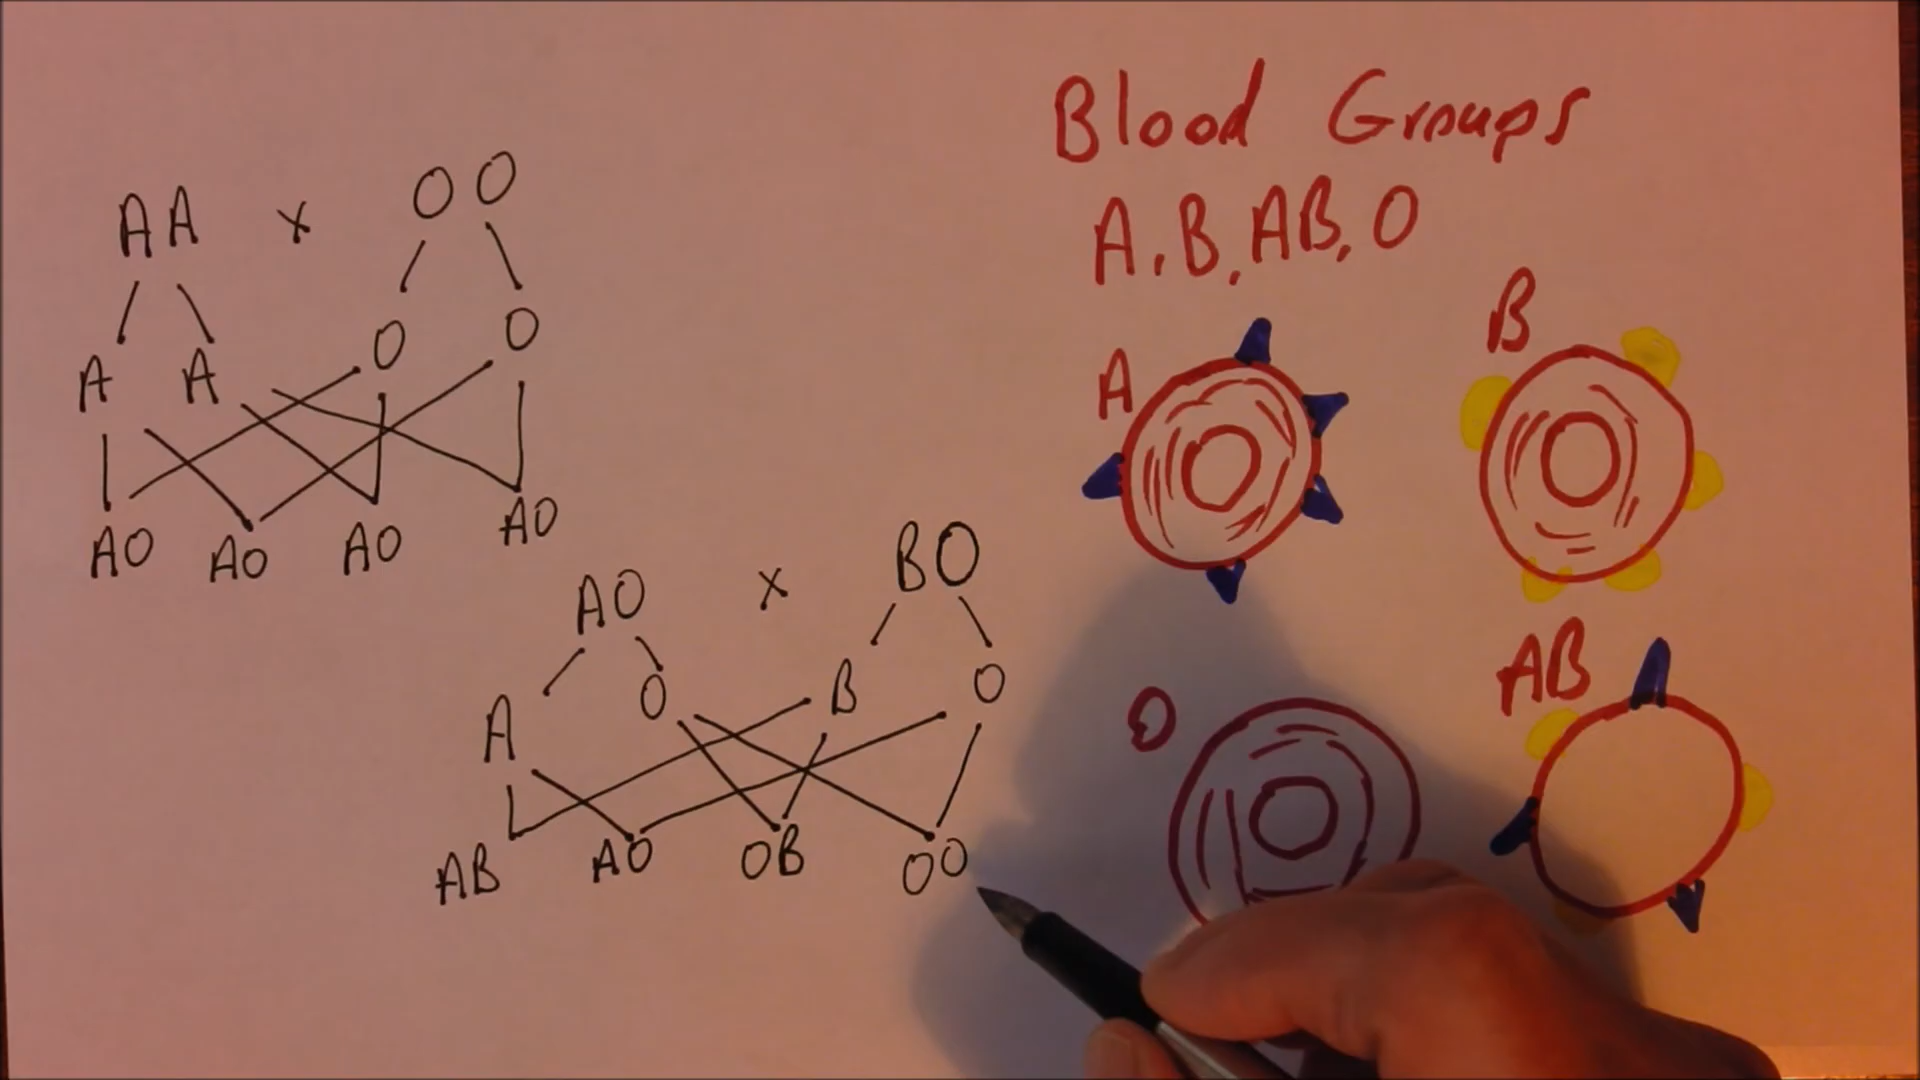 Blood Groups
A, B, AB, O
AA x OO
A A O O
AO AO AO AO
A
B
AO x BO
A O B O
AB AO OB OO
O
AB